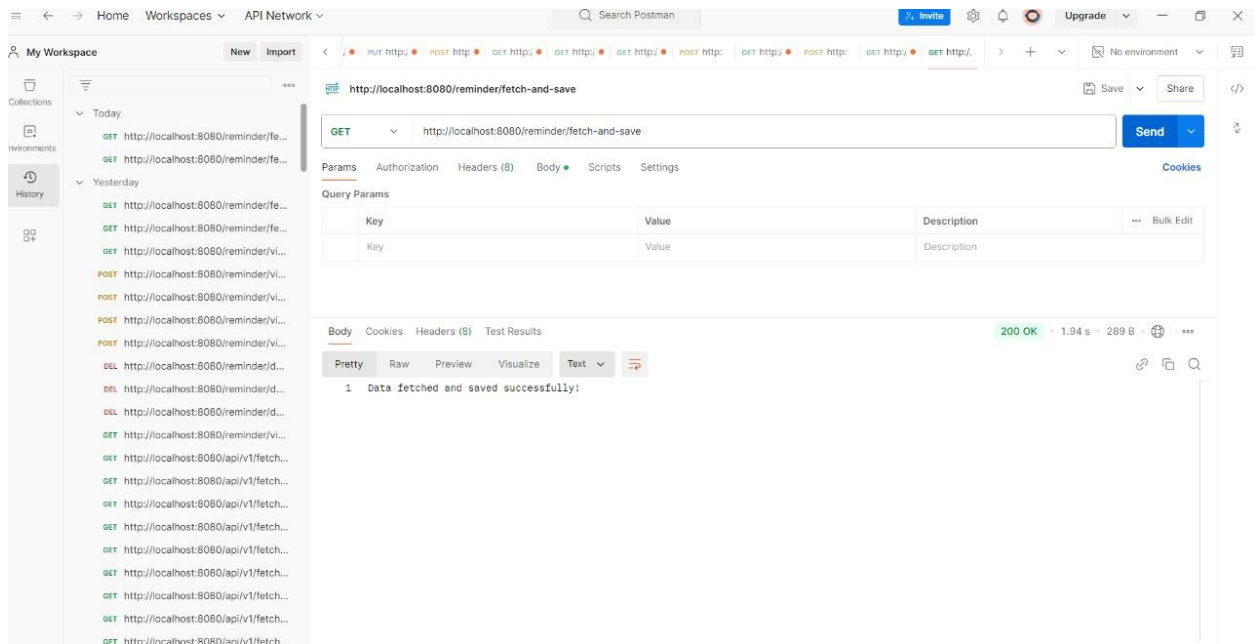 Home Workspaces API Network Search Postman Invite Upgrade
My Workspace New Import PUT http:/ POST http GET http:/ GET http:/ GET http:/ POST http: GET http:/ POST http: GET http:/ GET http:/. No environment
Collections
nvironments
History
Today
GET http://localhost:8080/reminder/fe...
GET http://localhost:8080/reminder/fe...
Yesterday
GET http://localhost:8080/reminder/fe...
GET http://localhost:8080/reminder/fe...
GET http://localhost:8080/reminder/vi...
POST http://localhost:8080/reminder/vi...
POST http://localhost:8080/reminder/vi...
POST http://localhost:8080/reminder/vi...
POST http://localhost:8080/reminder/vi...
DEL http://localhost:8080/reminder/d...
DEL http://localhost:8080/reminder/d...
DEL http://localhost:8080/reminder/d...
GET http://localhost:8080/reminder/vi...
GET http://localhost:8080/api/v1/fetch...
GET http://localhost:8080/api/v1/fetch...
GET http://localhost:8080/api/v1/fetch...
GET http://localhost:8080/api/v1/fetch...
GET http://localhost:8080/api/v1/fetch...
GET http://localhost:8080/api/v1/fetch...
GET http://localhost:8080/api/v1/fetch...
GET http://localhost:8080/api/v1/fetch...
GET http://localhost:8080/api/v1/fetch
HTTP http://localhost:8080/reminder/fetch-and-save Save Share
GET http://localhost:8080/reminder/fetch-and-save Send
Params Authorization Headers (8) Body Scripts Settings Cookies
Query Params
Key Value Description Bulk Edit
Key Value Description
Body Cookies Headers (8) Test Results 200 OK 1.94 s 289 B
Pretty Raw Preview Visualize Text
1 Data fetched and saved successfully!